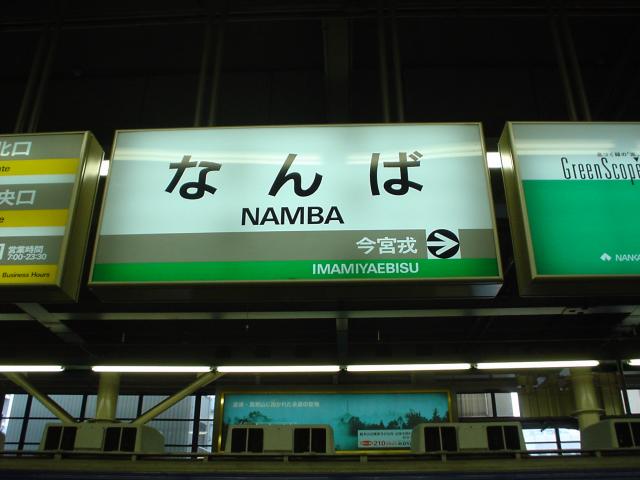 北口
央口
営業時間
7:00-23:30
Business Hours
なんば
NAMBA
今宮戎
IMAMIYAEBISU
GreenScope
NANKA
210